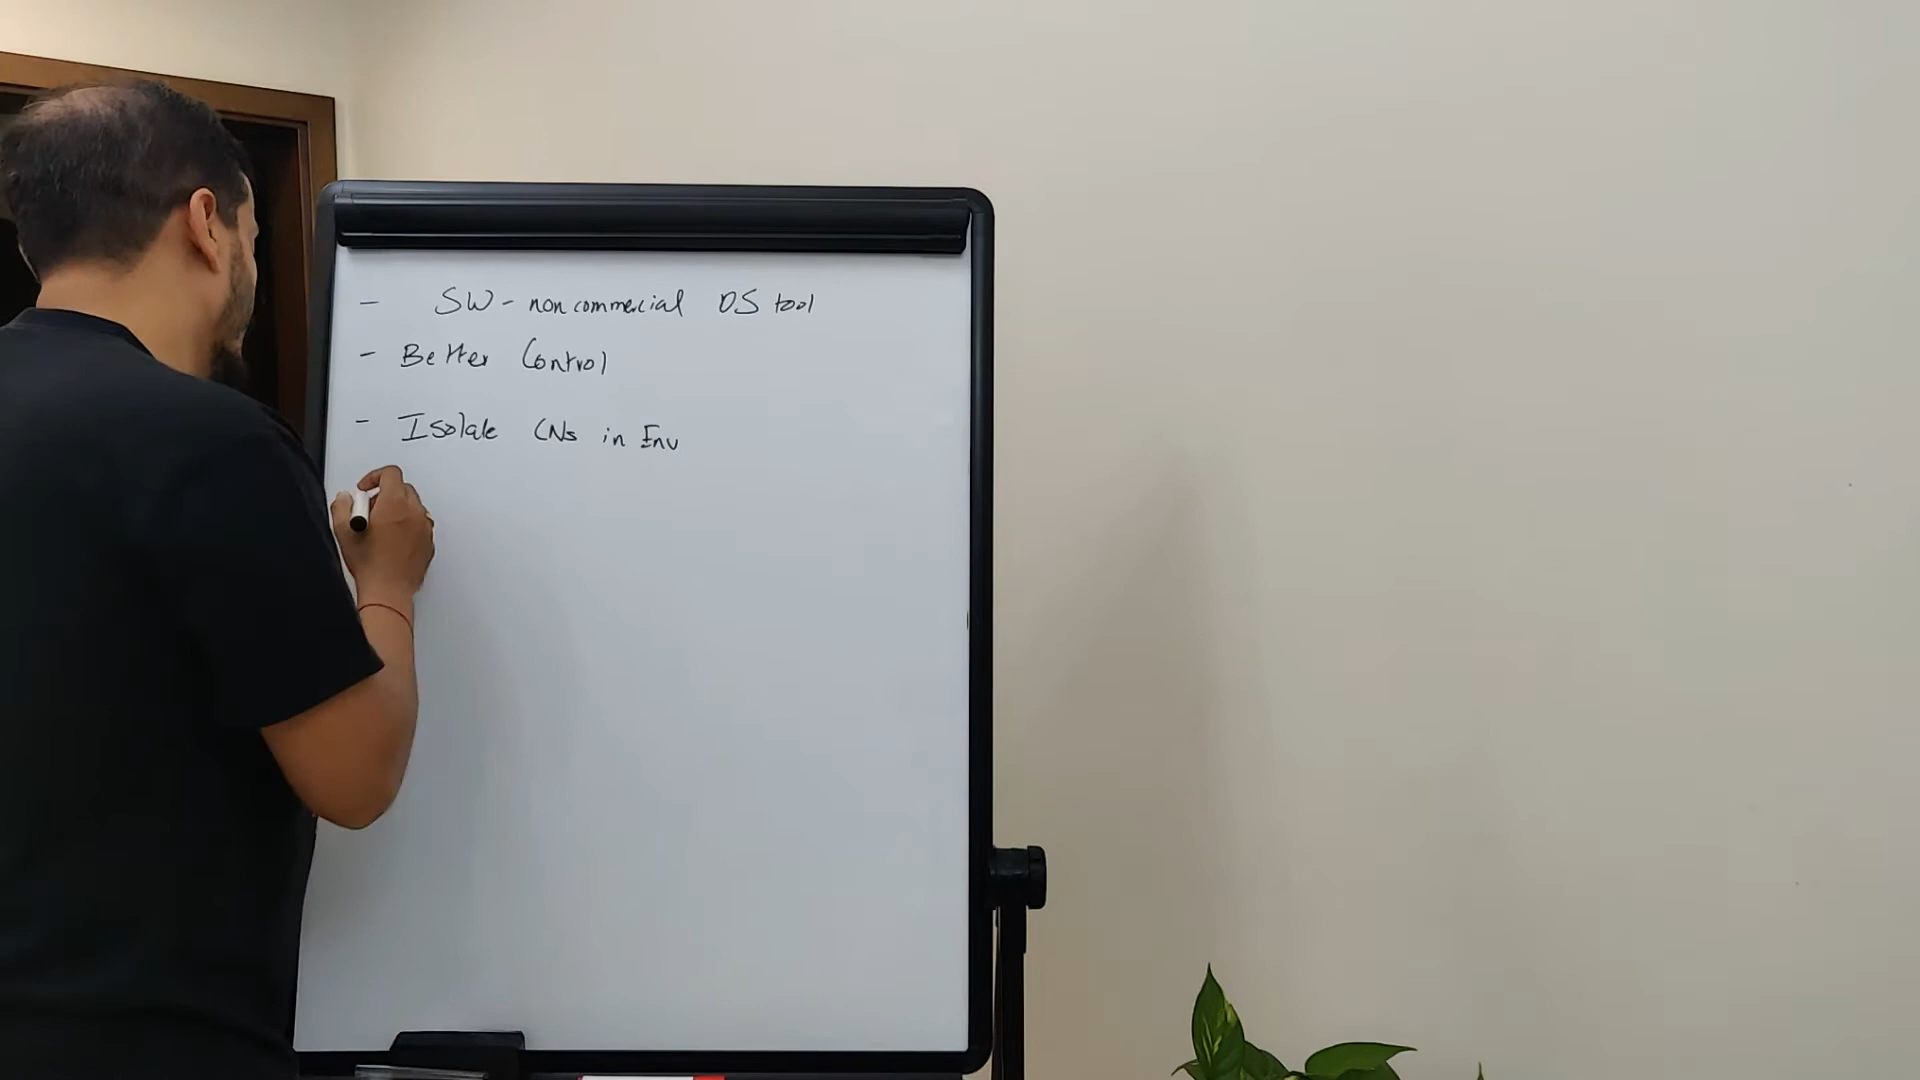 - SW - non commercial OS tool
- Better Control
- Isolate CNs in Env